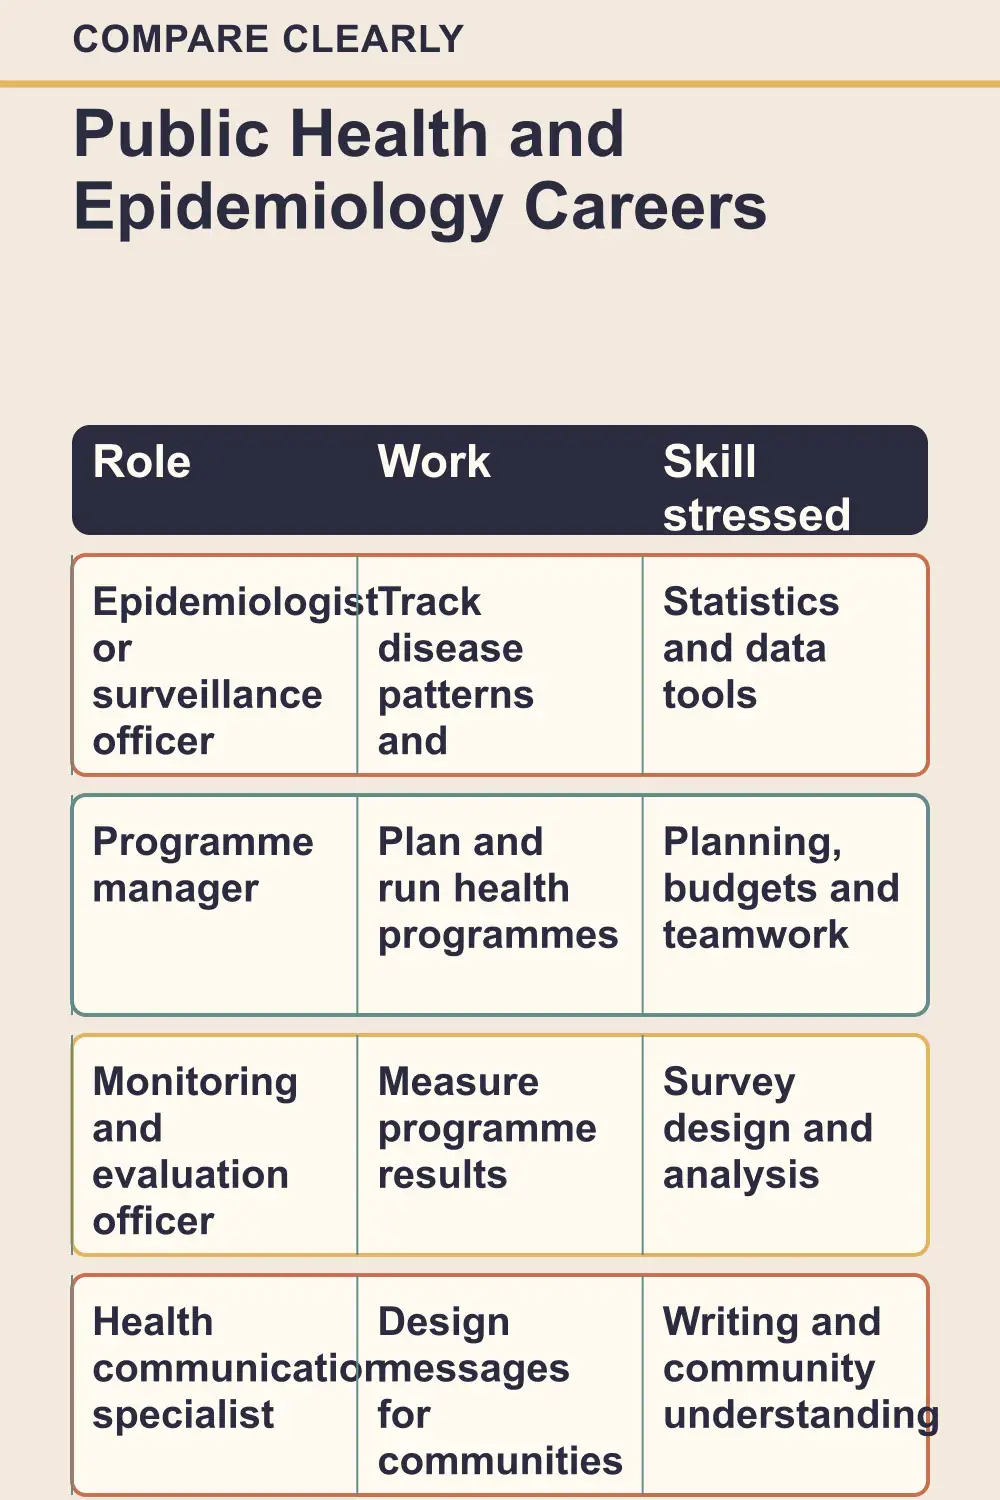 COMPARE CLEARLY
Public Health and
Epidemiology Careers
Role
Work
Skill
stressed
Epidemiologist
or
surveillance
officer
Track
disease
patterns
and
Statistics
and data
tools
Programme
manager
Plan and
run health
programmes
Planning,
budgets and
teamwork
Monitoring
and
evaluation
officer
Measure
programme
results
Survey
design and
analysis
Health
communication
specialist
Design
messages
for
communities
Writing and
community
understanding